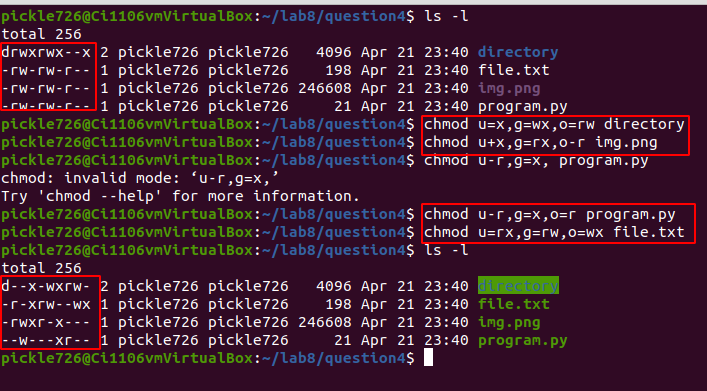 pickle726@Ci1106vmVirtualBox:~/lab8/question4$ ls -l
total 256
drwxrwx--x 2 pickle726 pickle726 4096 Apr 21 23:40 directory
-rw-rw-r-- 1 pickle726 pickle726 198 Apr 21 23:40 file.txt
-rw-rw-r-- 1 pickle726 pickle726 246608 Apr 21 23:40 img.png
-rw-rw-r-- 1 pickle726 pickle726 21 Apr 21 23:40 program.py
pickle726@Ci1106vmVirtualBox:~/lab8/question4$ chmod u=x,g=wx,o=rw directory
pickle726@Ci1106vmVirtualBox:~/lab8/question4$ chmod u+x,g=rx,o-r img.png
pickle726@Ci1106vmVirtualBox:~/lab8/question4$ chmod u-r,g=x, program.py
chmod: invalid mode: ‘u-r,g=x,’
Try 'chmod --help' for more information.
pickle726@Ci1106vmVirtualBox:~/lab8/question4$ chmod u-r,g=x,o=r program.py
pickle726@Ci1106vmVirtualBox:~/lab8/question4$ chmod u=rx,g=rw,o=wx file.txt
pickle726@Ci1106vmVirtualBox:~/lab8/question4$ ls -l
total 256
d--x-wxrw- 2 pickle726 pickle726 4096 Apr 21 23:40 directory
-r-xrw--wx 1 pickle726 pickle726 198 Apr 21 23:40 file.txt
-rwxr-x--- 1 pickle726 pickle726 246608 Apr 21 23:40 img.png
--w---xr-- 1 pickle726 pickle726 21 Apr 21 23:40 program.py
pickle726@Ci1106vmVirtualBox:~/lab8/question4$